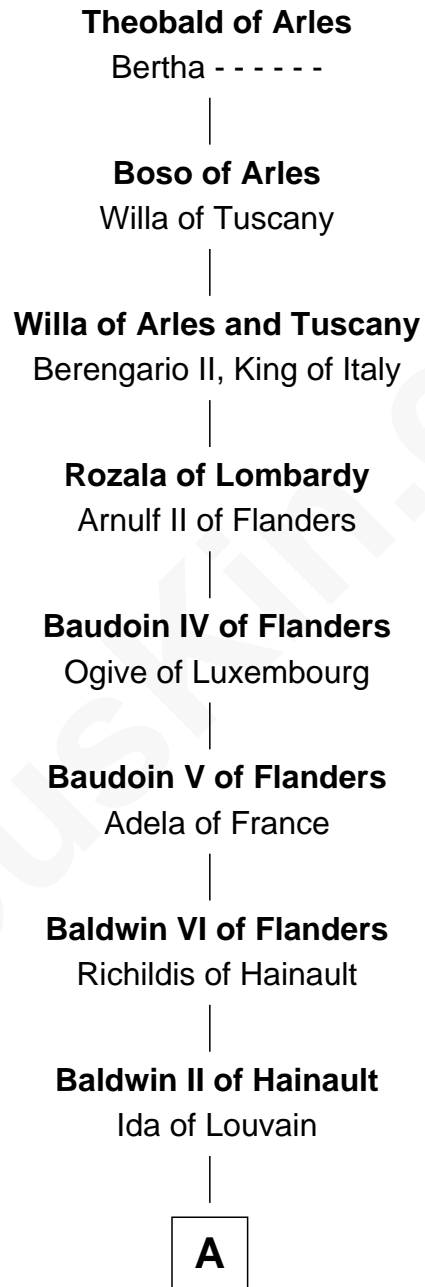 Theobald of Arles
Bertha - - - - - -
Boso of Arles
Willa of Tuscany
Willa of Arles and Tuscany
Berengario II, King of Italy
Rozala of Lombardy
Arnulf II of Flanders
Baudoin IV of Flanders
Ogive of Luxembourg
Baudoin V of Flanders
Adela of France
Baldwin VI of Flanders
Richildis of Hainault
Baldwin II of Hainault
Ida of Louvain
A